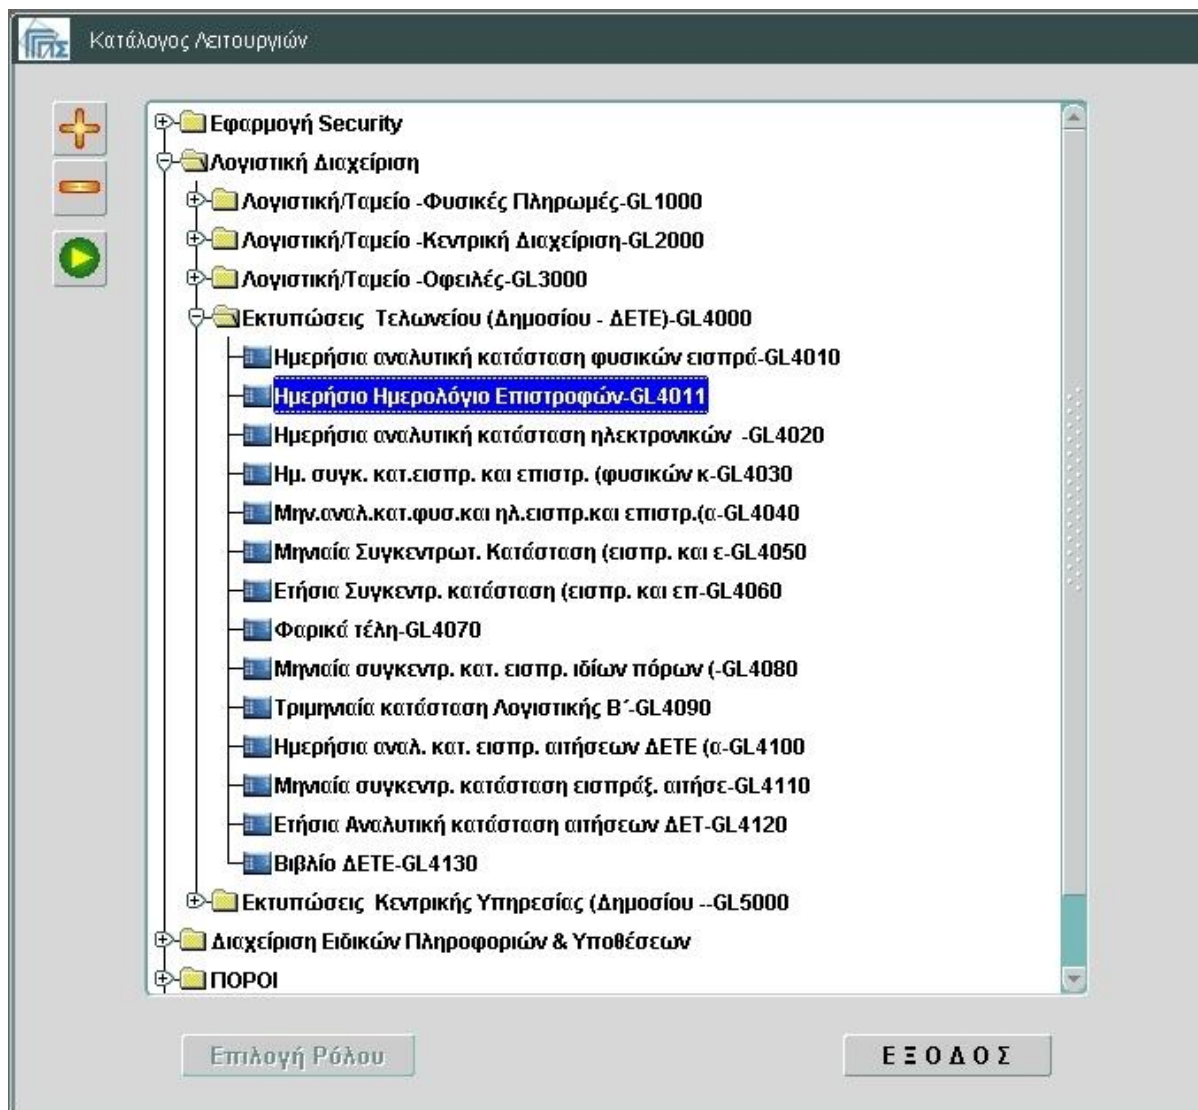 ΓΓΠΣ
Κατάλογος Λειτουργιών
Εφαρμογή Security
Λογιστική Διαχείριση
Λογιστική/Ταμείο -Φυσικές Πληρωμές-GL1000
Λογιστική/Ταμείο -Κεντρική Διαχείριση-GL2000
Λογιστική/Ταμείο -Οφειλές-GL3000
Εκτυπώσεις Τελωνείου (Δημοσίου - ΔΕΤΕ)-GL4000
Ημερήσια αναλυτική κατάσταση φυσικών εισπρά-GL4010
Ημερήσιο Ημερολόγιο Επιστροφών-GL4011
Ημερήσια αναλυτική κατάσταση ηλεκτρονικών -GL4020
Ημ. συγκ. κατ.εισπρ. και επιστρ. (φυσικών κ-GL4030
Μην.αναλ.κατ.φυσ.και ηλ.εισπρ.και επιστρ.(α-GL4040
Μηνιαία Συγκεντρωτ. Κατάσταση (εισπρ. και ε-GL4050
Ετήσια Συγκεντρ. κατάσταση (εισπρ. και επ-GL4060
Φαρικά τέλη-GL4070
Μηνιαία συγκεντρ. κατ. εισπρ. ιδίων πόρων (-GL4080
Τριμηνιαία κατάσταση Λογιστικής Β΄-GL4090
Ημερήσια αναλ. κατ. εισπρ. αιτήσεων ΔΕΤΕ (α-GL4100
Μηνιαία συγκεντρ. κατάσταση εισπράξ. αιτήσε-GL4110
Ετήσια Αναλυτική κατάσταση αιτήσεων ΔΕΤ-GL4120
Βιβλίο ΔΕΤΕ-GL4130
Εκτυπώσεις Κεντρικής Υπηρεσίας (Δημοσίου --GL5000
Διαχείριση Ειδικών Πληροφοριών & Υποθέσεων
ΠΟΡΟΙ
Επιλογή Ρόλου
ΕΞΟΔΟΣ